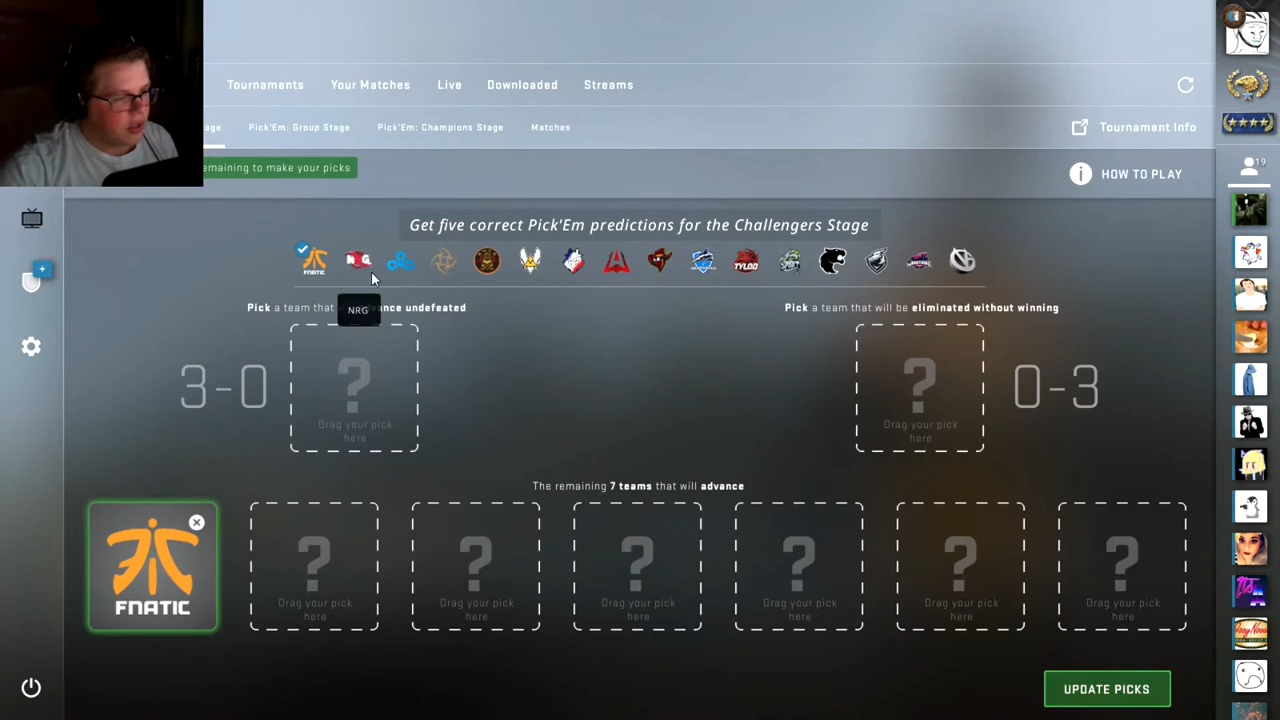 Tournaments Your Matches Live Downloaded Streams
age Pick'Em: Group Stage Pick'Em: Champions Stage Matches Tournament Info
emaining to make your picks HOW TO PLAY
Get five correct Pick'Em predictions for the Challengers Stage
FNATIC NRG TYLOO
Pick a team that vance undefeated
NRG
Pick a team that will be eliminated without winning
3-0 ? Drag your pick
here
? Drag your pick
here
0-3
The remaining 7 teams that will advance
FNATIC
? Drag your pick
here
? Drag your pick
here
? Drag your pick
here
? Drag your pick
here
? Drag your pick
here
? Drag your pick
here
UPDATE PICKS
19